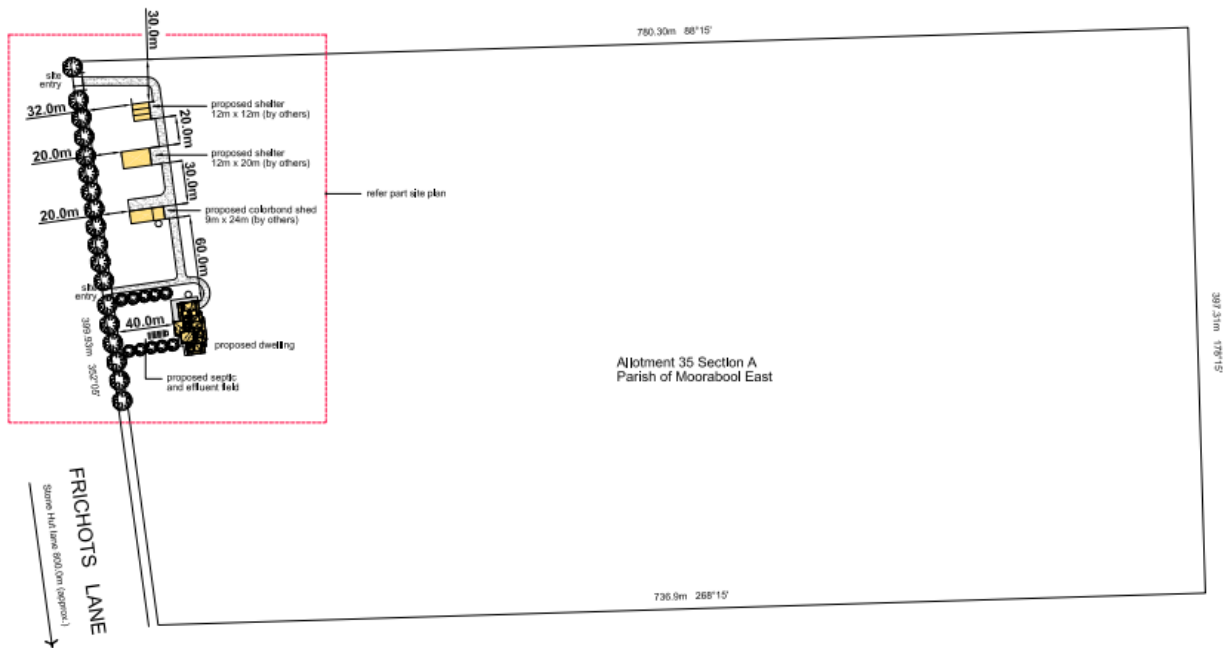 30.0m
780.30m 88°15'
site
entry
32.0m
proposed shelter
12m x 12m (by others)
20.0m
20.0m
proposed shelter
12m x 20m (by others)
30.0m
refer part site plan
20.0m
proposed colorbond shed
9m x 24m (by others)
60.0m
site
entry
40.0m
399.93m 352°05'
proposed dwelling
proposed septic
and effluent field
397.31m 178°15'
Allotment 35 Section A
Parish of Moorabool East
FRICHOTS LANE
Stone Hut lane 800.0m (approx.)
736.9m 268°15'